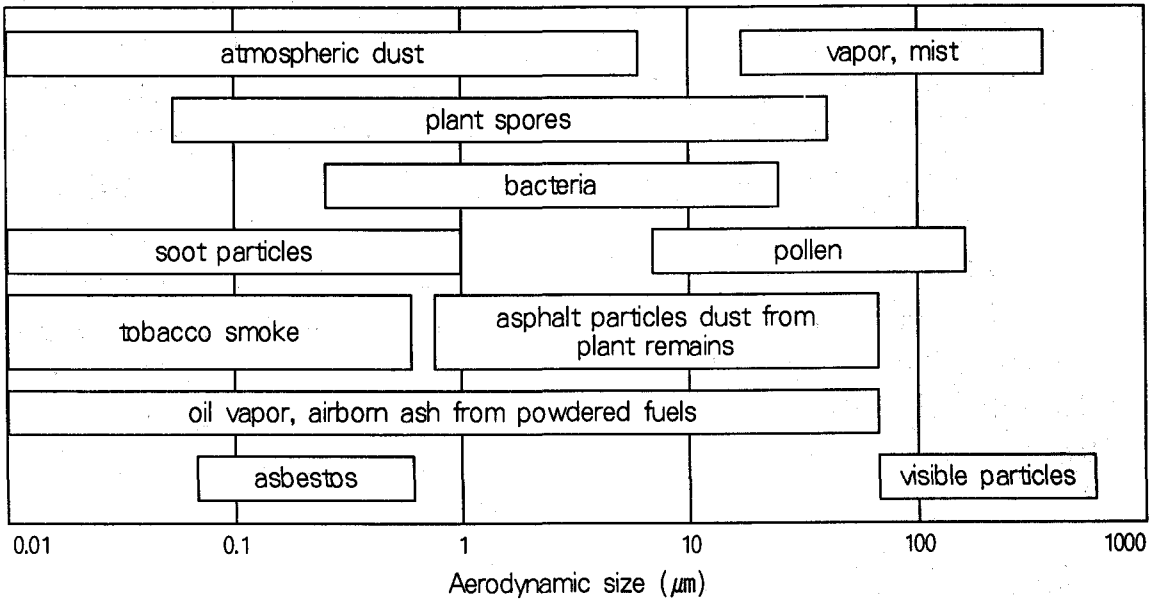 atmospheric dust
vapor, mist
plant spores
bacteria
soot particles
pollen
tobacco smoke
asphalt particles dust from
plant remains
oil vapor, airborn ash from powdered fuels
asbestos
visible particles
0.01 0.1 1 10 100 1000
Aerodynamic size (μm)